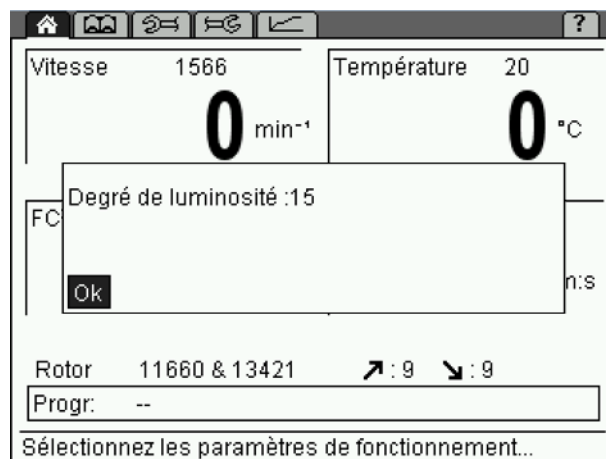 ?
Vitesse 1566
0 min⁻¹
Température 20
0 °C
Degré de luminosité :15
Ok
FC
n:s
Rotor 11660 & 13421 ↗ : 9 ↘ : 9
Progr: --
Sélectionnez les paramètres de fonctionnement...